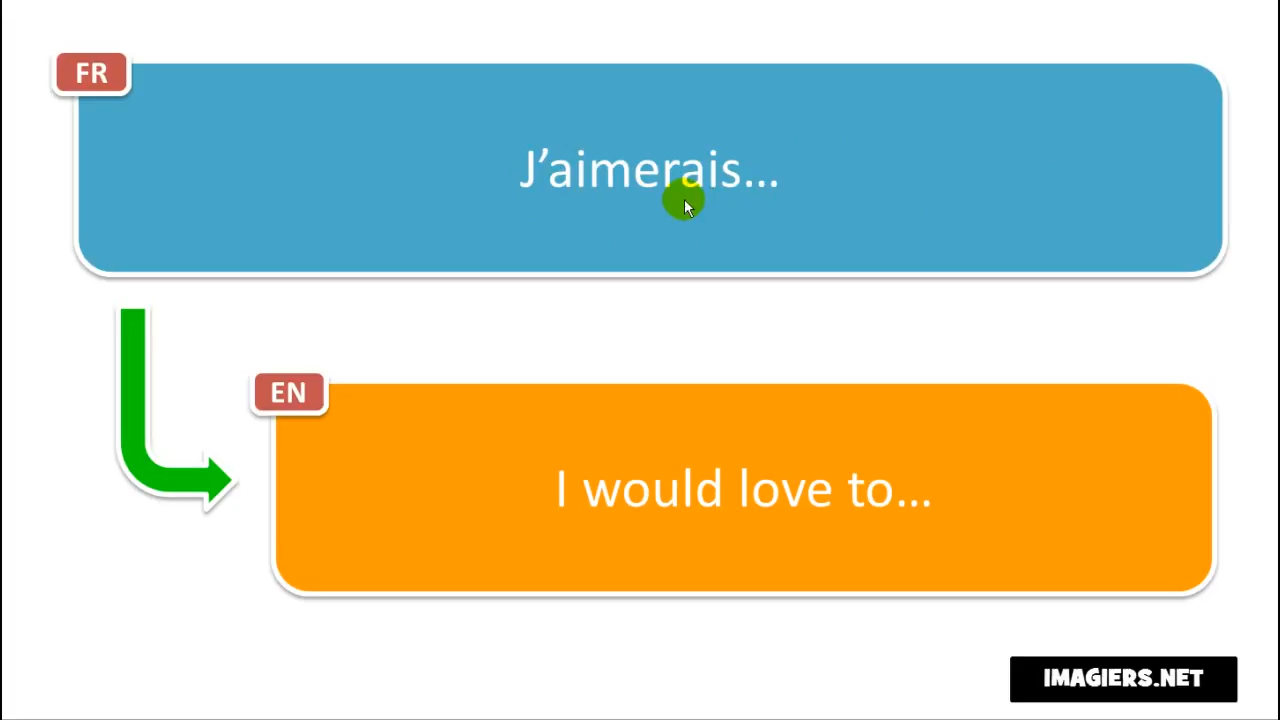 FR
J’aimerais…
EN
I would love to…
IMAGIERS.NET